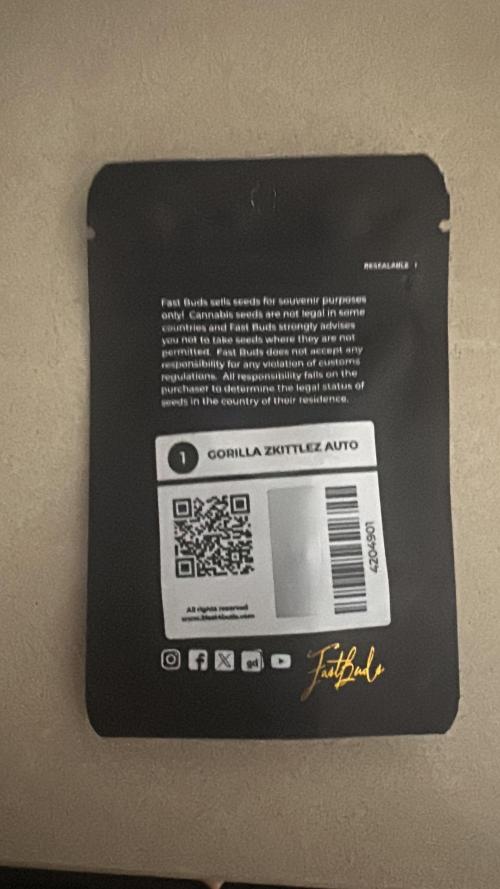 RESEALABLE
Fast Buds sells seeds for souvenir purposes
only! Cannabis seeds are not legal in some
countries and Fast Buds strongly advises
you not to take seeds where they are not
permitted. Fast Buds does not accept any
responsibility for any violation of customs
regulations. All responsibility falls on the
purchaser to determine the legal status of
seeds in the country of their residence.
1 GORILLA ZKITTLEZ AUTO
4204901
All rights reserved
FastBuds